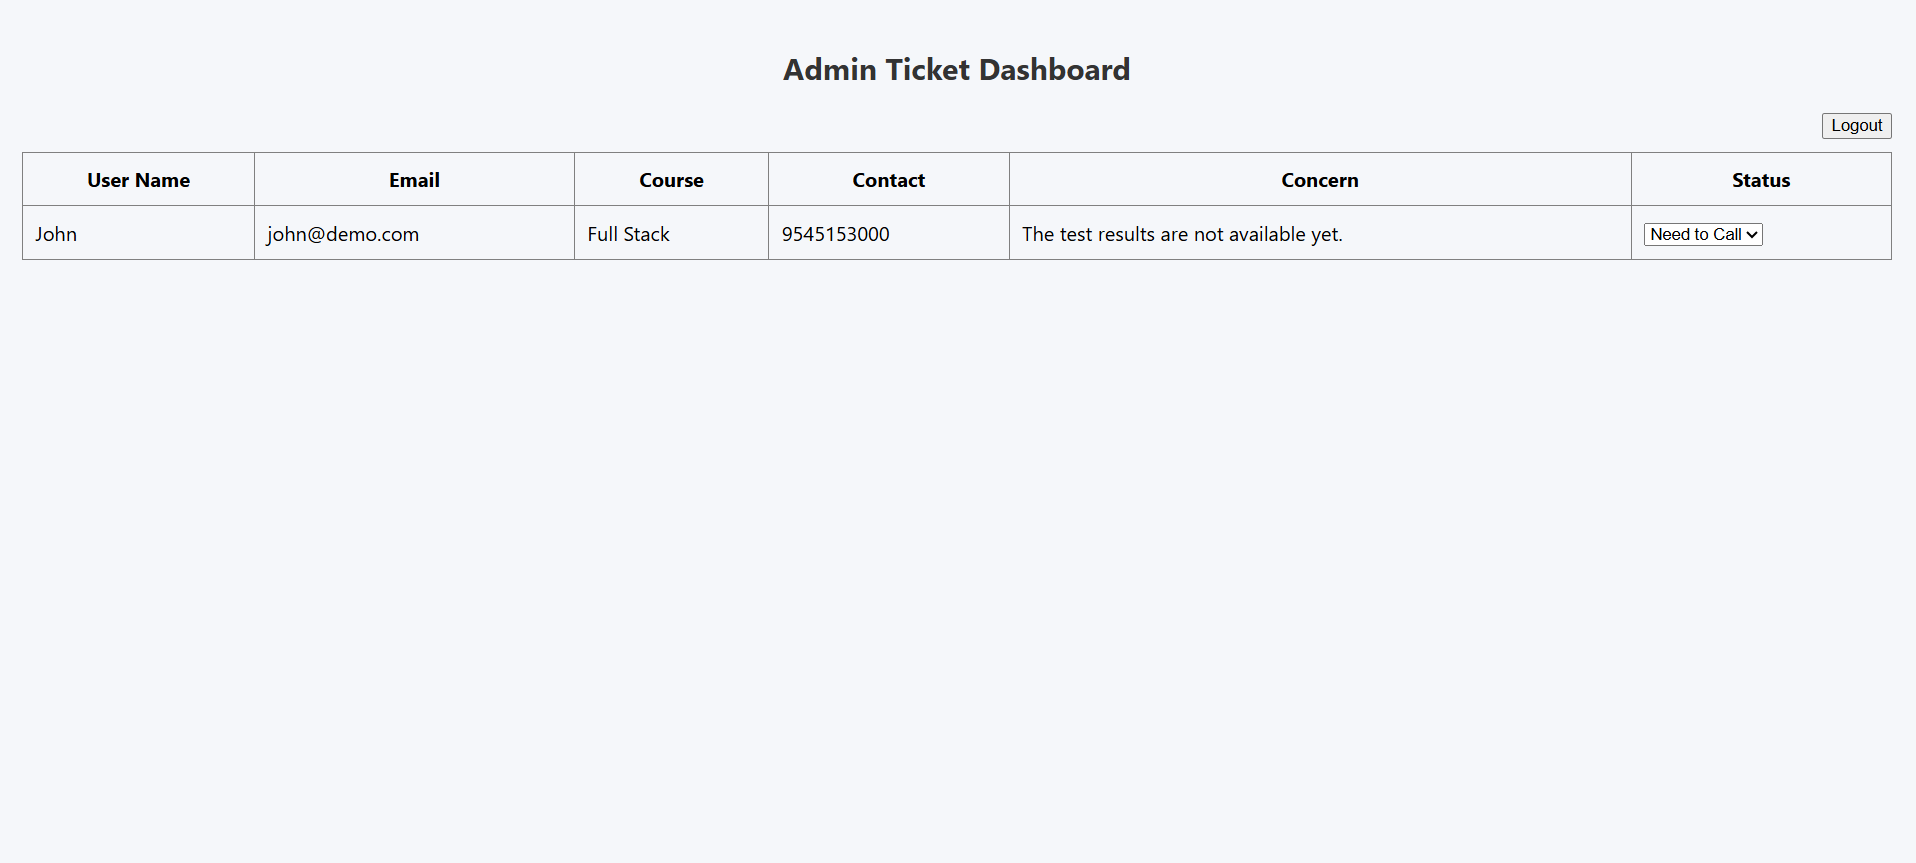 Admin Ticket Dashboard
Logout
User Name Email Course Contact Concern Status
John john@demo.com Full Stack 9545153000 The test results are not available yet. Need to Call